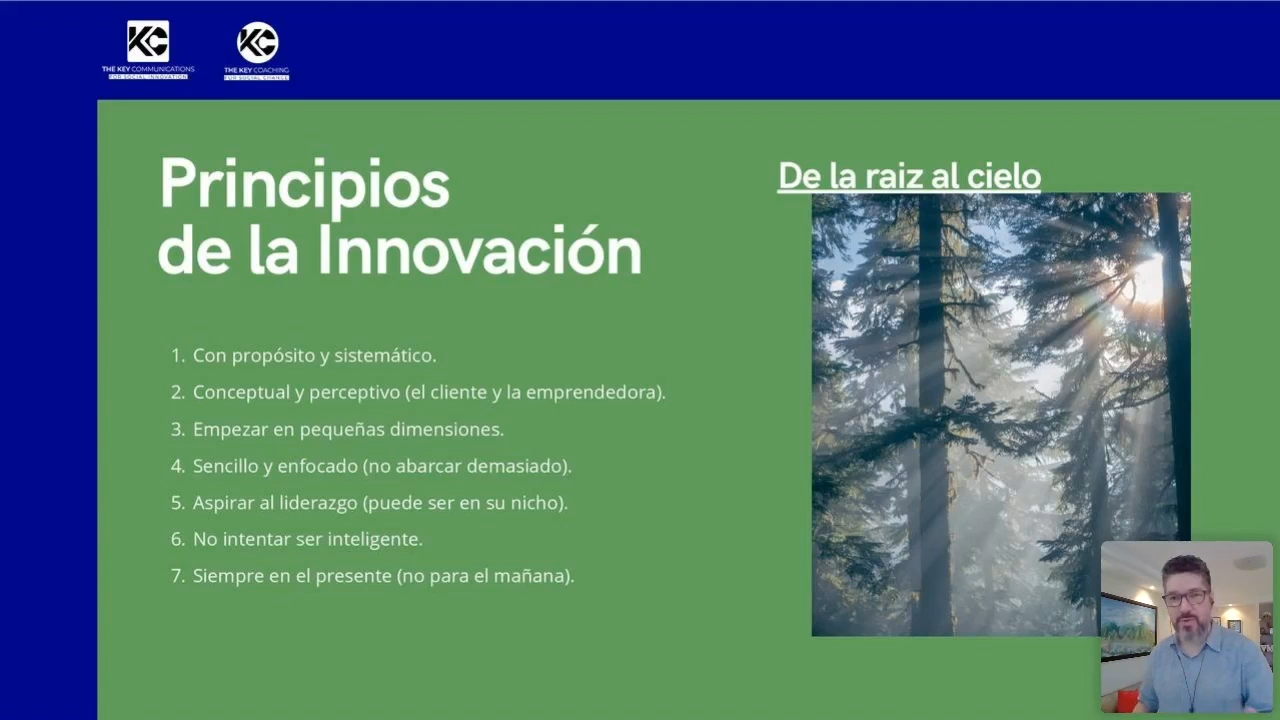 KC
THE KEY COMMUNICATIONS
FOR SOCIAL INNOVATION
KC
THE KEY COACHING
FOR SOCIAL CHANGE
Principios
de la Innovación
De la raiz al cielo
1. Con propósito y sistemático.
2. Conceptual y perceptivo (el cliente y la emprendedora).
3. Empezar en pequeñas dimensiones.
4. Sencillo y enfocado (no abarcar demasiado).
5. Aspirar al liderazgo (puede ser en su nicho).
6. No intentar ser inteligente.
7. Siempre en el presente (no para el mañana).